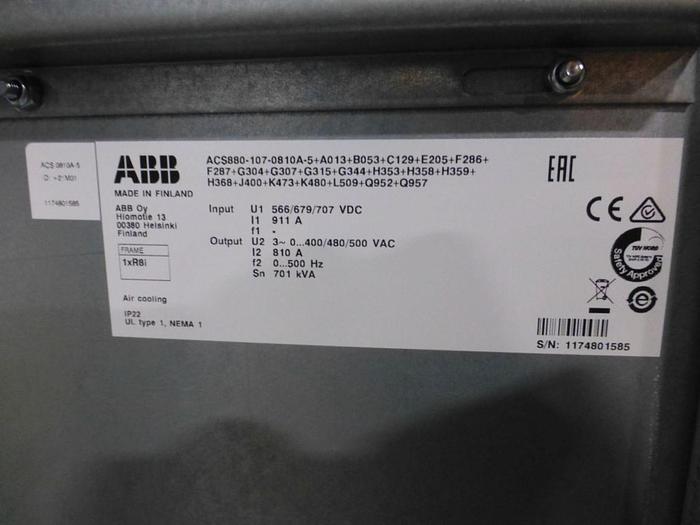 ACS 0810A-5
1174801585
ABB
MADE IN FINLAND
ABB Oy
Hiomotie 13
00380 Helsinki
Finland
FRAME
1xR8i
Air cooling
IP22
UL type 1, NEMA 1
ACS880-107-0810A-5+A013+B053+C129+E205+F286+
F287+G304+G307+G315+G344+H353+H358+H359+
H368+J400+K473+K480+L509+Q952+Q957
Input U1 566/679/707 VDC
I1 911 A
f1 -
Output U2 3~ 0...400/480/500 VAC
I2 810 A
f2 0...500 Hz
Sn 701 kVA
EAC
CE
TÜV NORD
Safety Approved
S/N: 1174801585